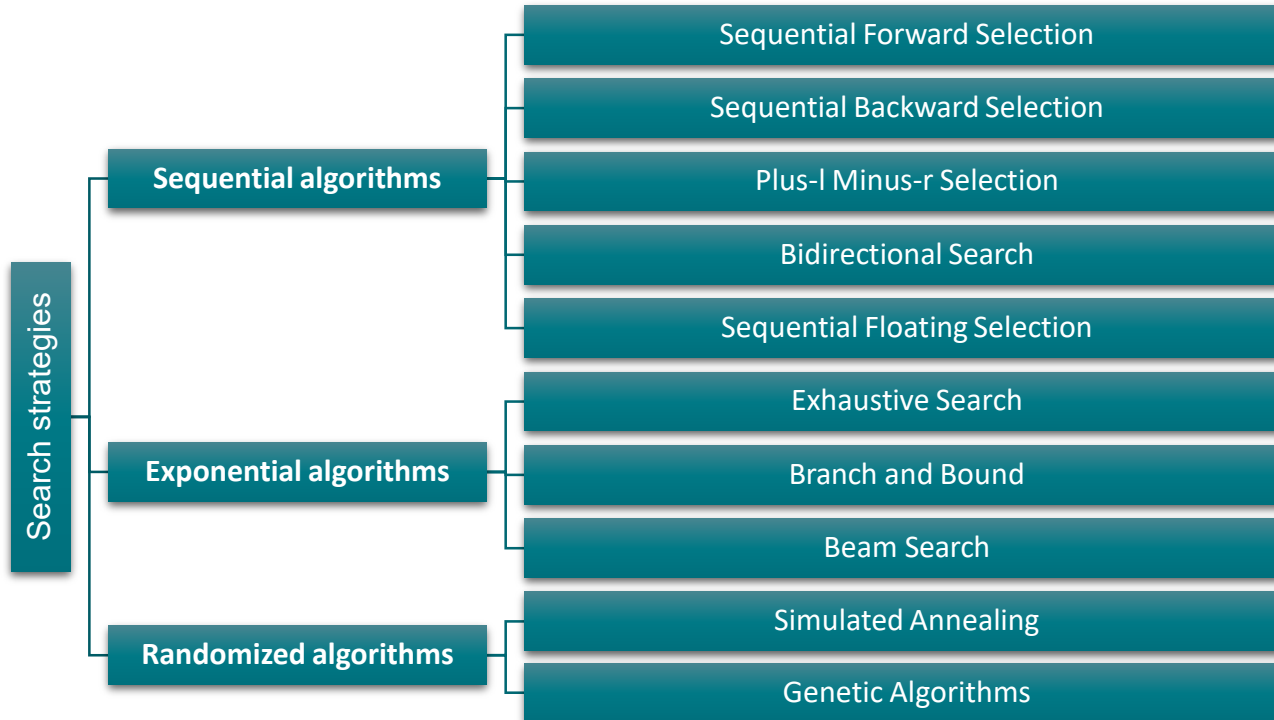 Search strategies
Sequential algorithms
Sequential Forward Selection
Sequential Backward Selection
Plus-l Minus-r Selection
Bidirectional Search
Sequential Floating Selection
Exponential algorithms
Exhaustive Search
Branch and Bound
Beam Search
Randomized algorithms
Simulated Annealing
Genetic Algorithms